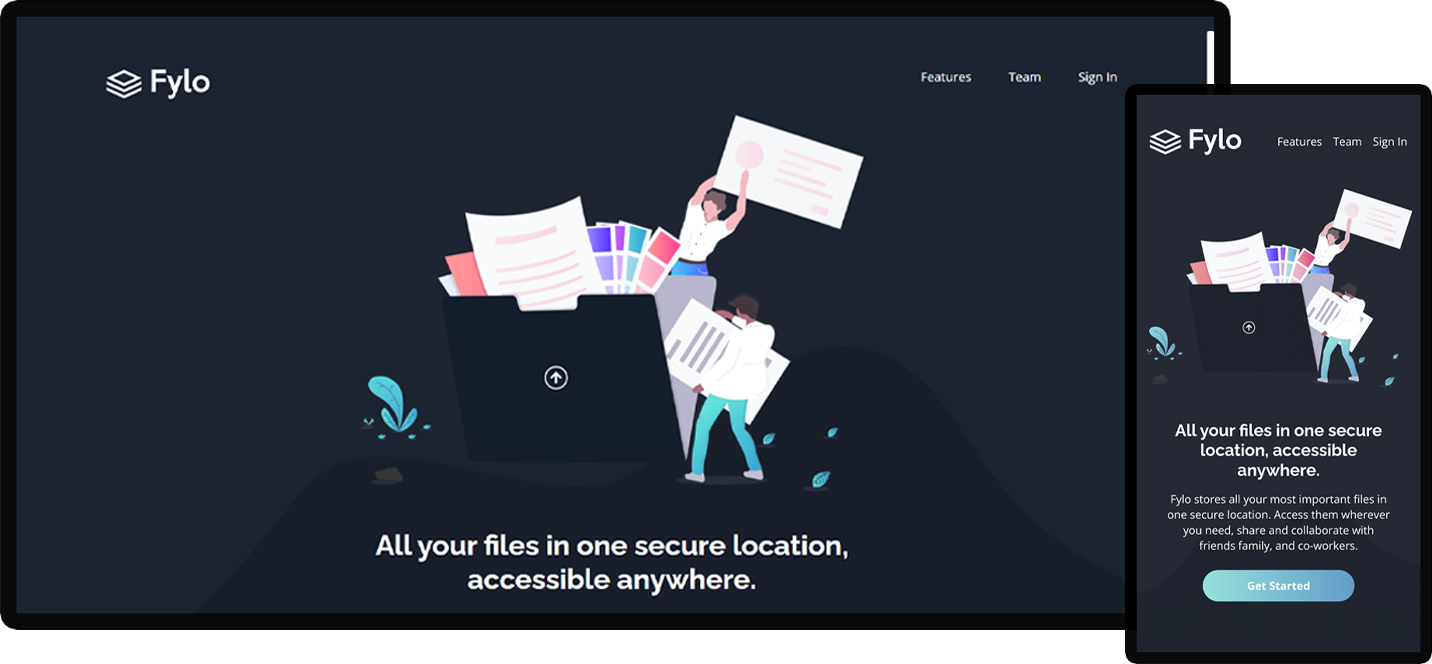 Fylo
Features Team Sign In
All your files in one secure location,
accessible anywhere.
Fylo
Features Team Sign In
All your files in one secure
location, accessible
anywhere.
Fylo stores all your most important files in
one secure location. Access them wherever
you need, share and collaborate with
friends family, and co-workers.
Get Started